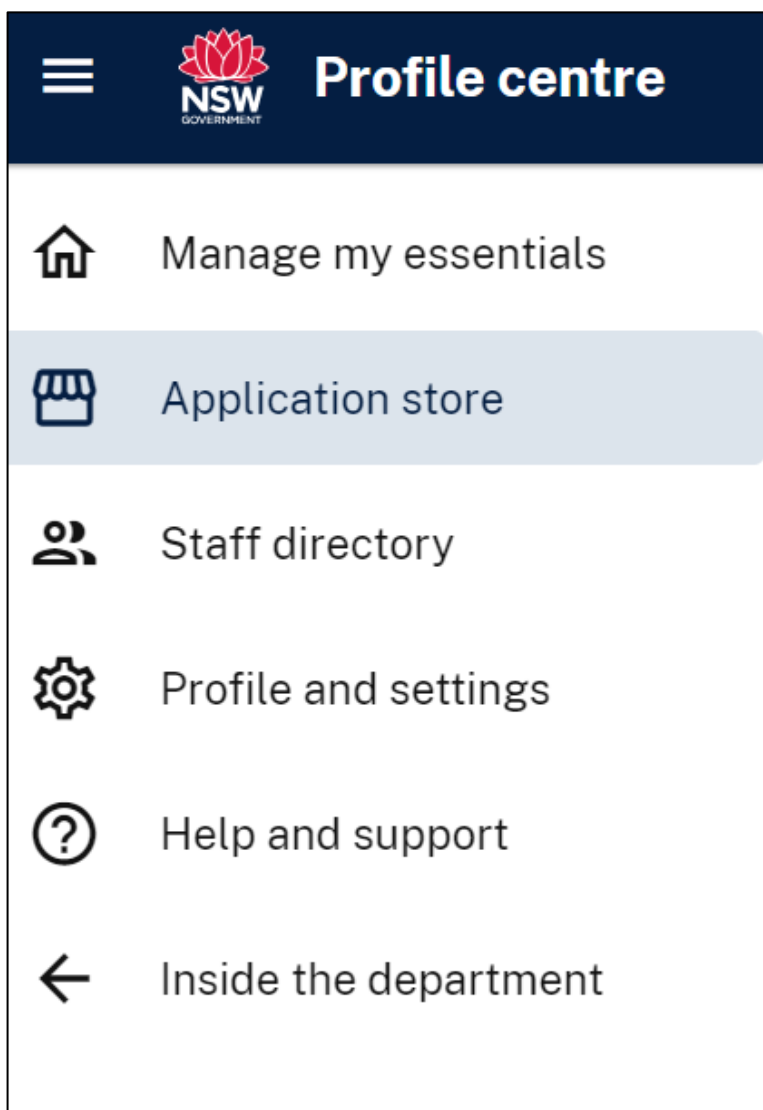 NSW
GOVERNMENT
Profile centre
Manage my essentials
Application store
Staff directory
Profile and settings
Help and support
Inside the department